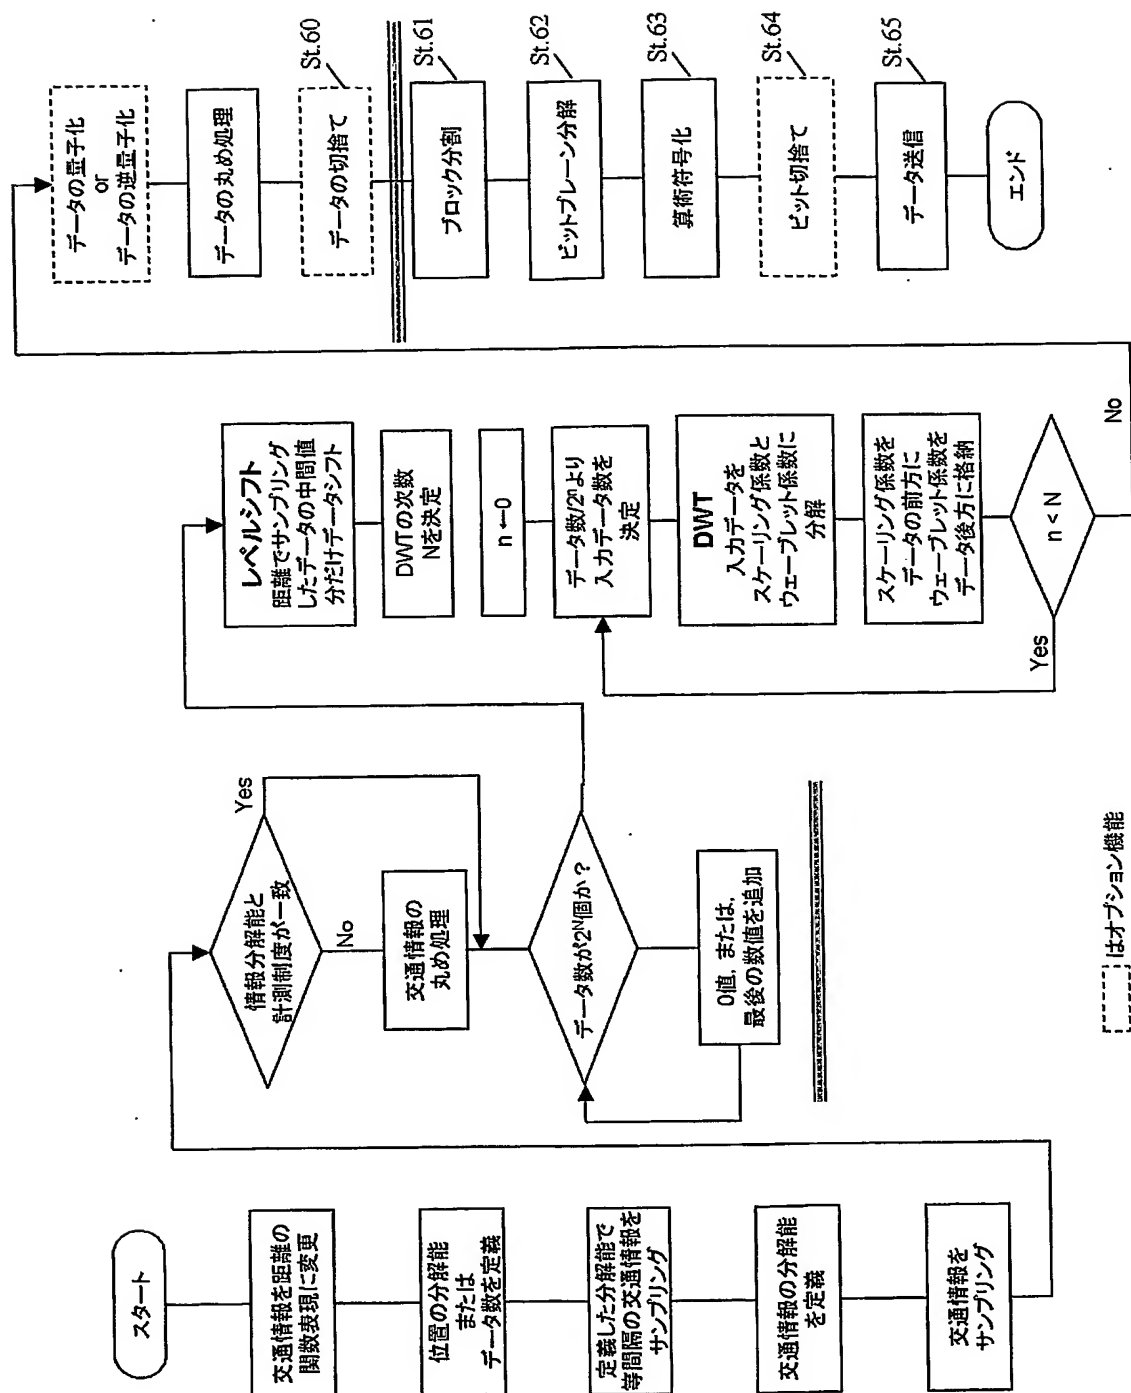 スタート
交通情報を距離の
関数表現に変更
位置の分解能
または
データ数を定義
定義した分解能で
等間隔の交通情報を
サンプリング
交通情報の分解能
を定義
交通情報を
サンプリング
情報分解能と
計測制度が一致
Yes
No
交通情報の
丸め処理
データ数が2ᴺ個か？
0値，または，
最後の数値を追加
レベルシフト
距離でサンプリング
したデータの中間値
分だけデータシフト
DWTの次数
Nを決定
n←0
データ数/2ⁿより
入力データ数を
決定
DWT
入力データを
スケーリング係数と
ウェーブレット係数に
分解
スケーリング係数を
データの前方に
ウェーブレット係数を
データ後方に格納
n < N
Yes
No
データの量子化
or
データの逆量子化
データの丸め処理
データの切捨て
St.60
ブロック分割
St.61
ビットプレーン分解
St.62
算術符号化
St.63
ビット切捨て
St.64
データ送信
St.65
エンド
はオプション機能